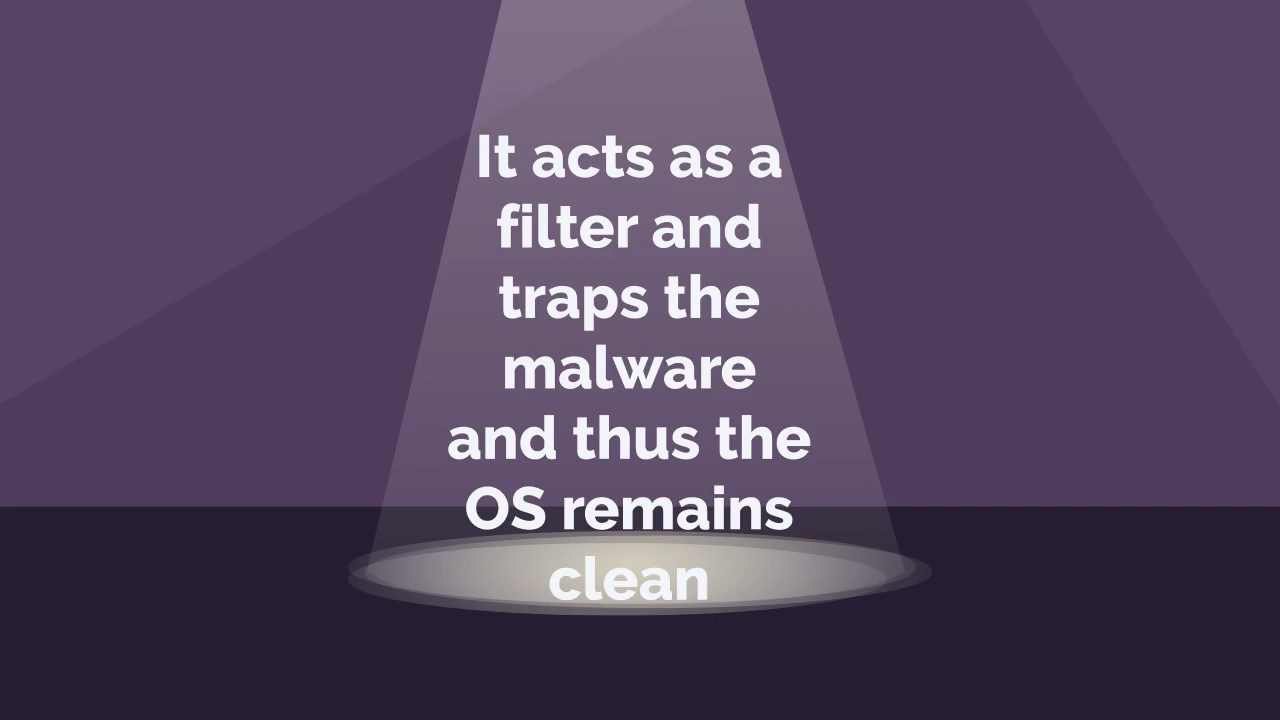 It acts as a
filter and
traps the
malware
and thus the
OS remains
clean